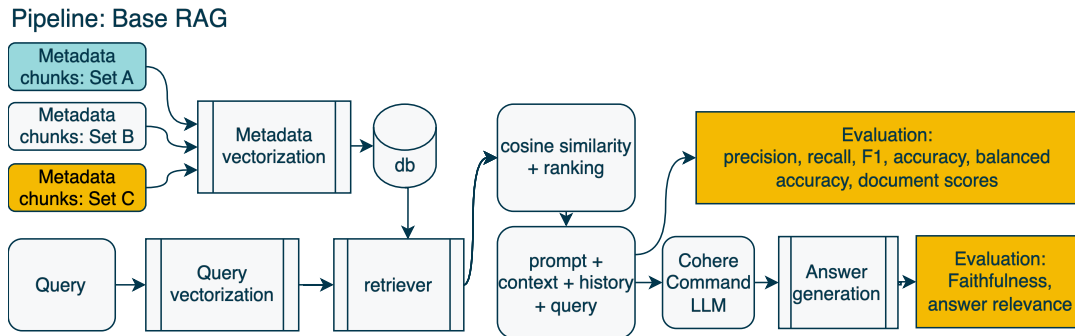 Pipeline: Base RAG
Metadata
chunks: Set A
Metadata
chunks: Set B
Metadata
chunks: Set C
Metadata
vectorization
db
cosine similarity
+ ranking
Evaluation:
precision, recall, F1, accuracy, balanced
accuracy, document scores
Query
Query
vectorization
retriever
prompt +
context + history
+ query
Cohere
Command
LLM
Answer
generation
Evaluation:
Faithfulness,
answer relevance